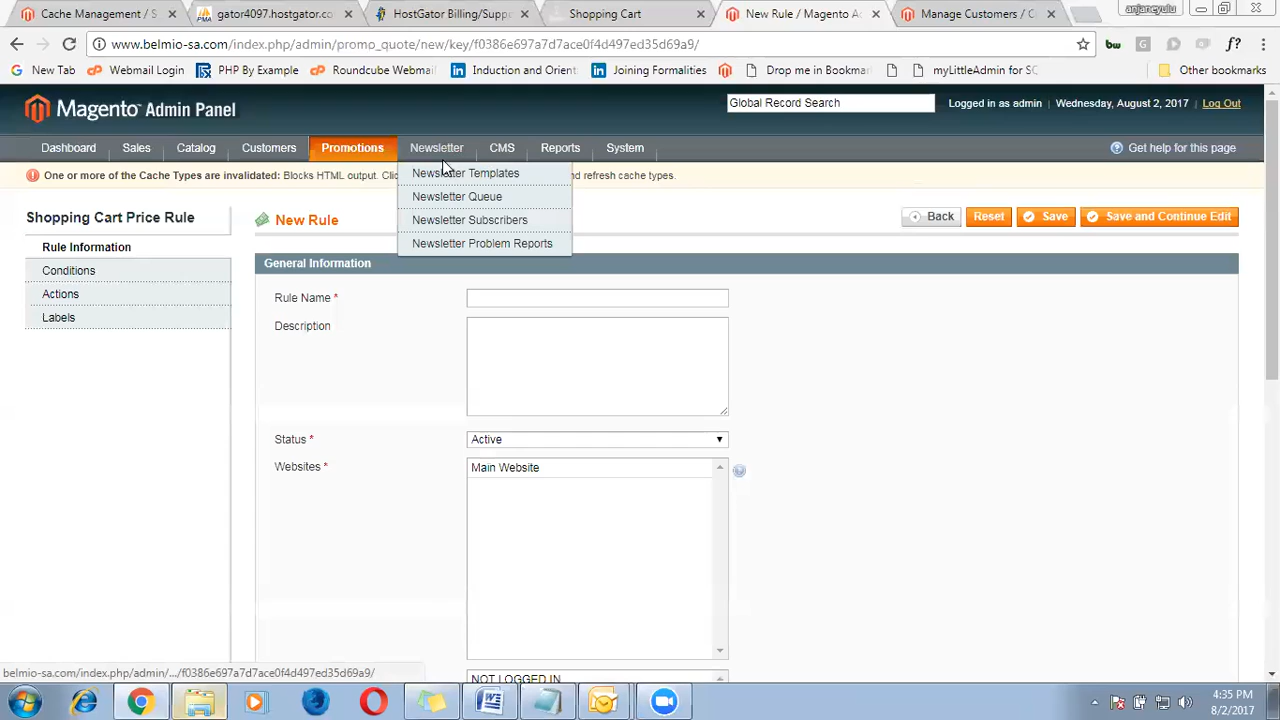 Cache Management / S
gator4097.hostgator.co
HostGator Billing/Supp
Shopping Cart
New Rule / Magento A
Manage Customers / C
anjaneyulu
www.belmio-sa.com/index.php/admin/promo_quote/new/key/f0386e697a7d7ace0f4d497ed35d69a9/
New Tab
Webmail Login
PHP By Example
Roundcube Webmail
Induction and Orient
Joining Formalities
Drop me in Bookmar
myLittleAdmin for SC
Other bookmarks
Magento Admin Panel
Global Record Search
Logged in as admin
Wednesday, August 2, 2017
Log Out
Dashboard
Sales
Catalog
Customers
Promotions
Newsletter
CMS
Reports
System
Get help for this page
One or more of the Cache Types are invalidated: Blocks HTML output. Clic
and refresh cache types.
Newsletter Templates
Newsletter Queue
Newsletter Subscribers
Newsletter Problem Reports
Shopping Cart Price Rule
Rule Information
Conditions
Actions
Labels
New Rule
Back
Reset
Save
Save and Continue Edit
General Information
Rule Name *
Description
Status *
Active
Websites *
Main Website
NOT LOGGED IN
belmio-sa.com/index.php/admin/.../f0386e697a7d7ace0f4d497ed35d69a9/
4:35 PM
8/2/2017